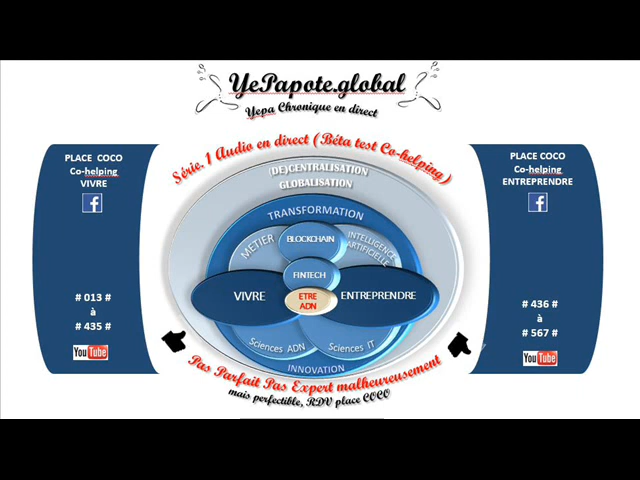 YePapote.global
Yepa Chronique en direct
Série, 1 Audio en direct ( Béta test Co-helping)
PLACE COCO
Co-helping
VIVRE
(DE)CENTRALISATION
GLOBALISATION
TRANSFORMATION
METIER
BLOCKCHAIN
INTELLIGENCE
ARTIFICIELLE
FINTECH
VIVRE
ETRE
ADN
ENTREPRENDRE
Sciences ADN
Sciences IT
INNOVATION
# 013 #
à
# 435 #
YouTube
PLACE COCO
Co-helping
ENTREPRENDRE
# 436 #
à
# 567 #
YouTube
Pas Parfait Pas Expert malheureusement
mais perfectible, RDV place COCO